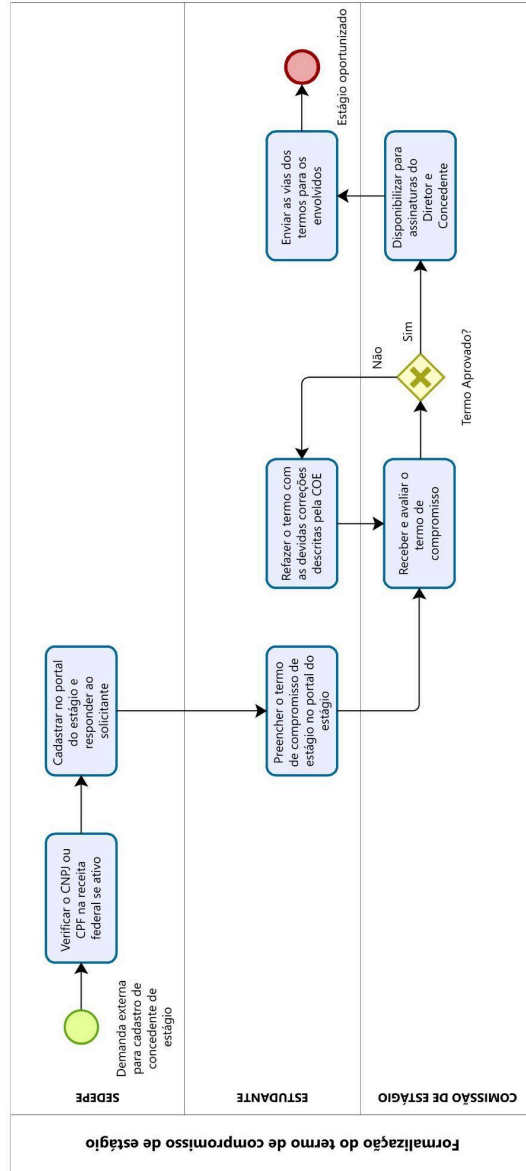 Formalização do termo de compromisso de estágio
SEDEPE
Demanda externa
para cadastro de
concedente de
estágio
Verificar o CNPJ ou
CPF na receita
federal se ativo
Cadastrar no portal
do estágio e
responder ao
solicitante
ESTUDANTE
Preencher o termo
de compromisso de
estágio no portal do
estágio
Refazer o termo com
as devidas correções
descritas pela COE
Enviar as vias dos
termos para os
envolvidos
Estágio oportunizado
COMISSÃO DE ESTÁGIO
Receber e avaliar o
termo de
compromisso
Termo Aprovado?
Não
Sim
Disponibilizar para
assinaturas do
Diretor e
Concedente